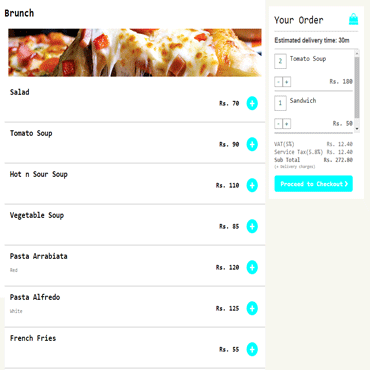 Brunch
Salad
Rs. 70
+
Tomato Soup
Rs. 90
+
Hot n Sour Soup
Rs. 110
+
Vegetable Soup
Rs. 85
+
Pasta Arrabiata
Red
Rs. 120
+
Pasta Alfredo
White
Rs. 125
+
French Fries
Rs. 55
+
Your Order
Estimated delivery time: 30m
2 Tomato Soup
- + Rs. 180
1 Sandwich
- + Rs. 50
VAT(5%) Rs. 12.40
Service Tax(5.8%) Rs. 12.40
Sub Total Rs. 272.80
(+ Delivery charges)
Proceed to Checkout >